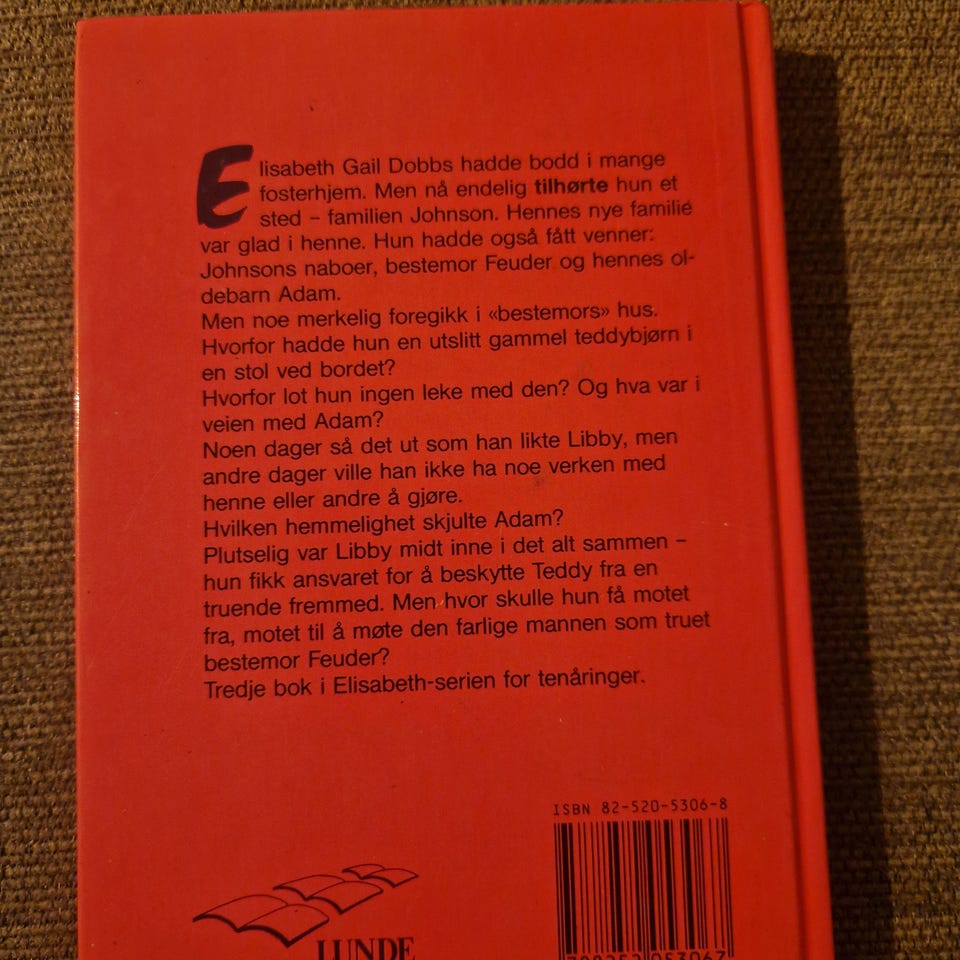 Elisabeth Gail Dobbs hadde bodd i mange
fosterhjem. Men nå endelig tilhørte hun et
sted – familien Johnson. Hennes nye familie
var glad i henne. Hun hadde også fått venner:
Johnsons naboer, bestemor Feuder og hennes ol-
debarn Adam.
Men noe merkelig foregikk i «bestemors» hus.
Hvorfor hadde hun en utslitt gammel teddybjørn i
en stol ved bordet?
Hvorfor lot hun ingen leke med den? Og hva var i
veien med Adam?
Noen dager så det ut som han likte Libby, men
andre dager ville han ikke ha noe verken med
henne eller andre å gjøre.
Hvilken hemmelighet skjulte Adam?
Plutselig var Libby midt inne i det alt sammen –
hun fikk ansvaret for å beskytte Teddy fra en
truende fremmed. Men hvor skulle hun få motet
fra, motet til å møte den farlige mannen som truet
bestemor Feuder?
Tredje bok i Elisabeth-serien for tenåringer.
ISBN 82-520-5306-8
LUNDE
788252 053067